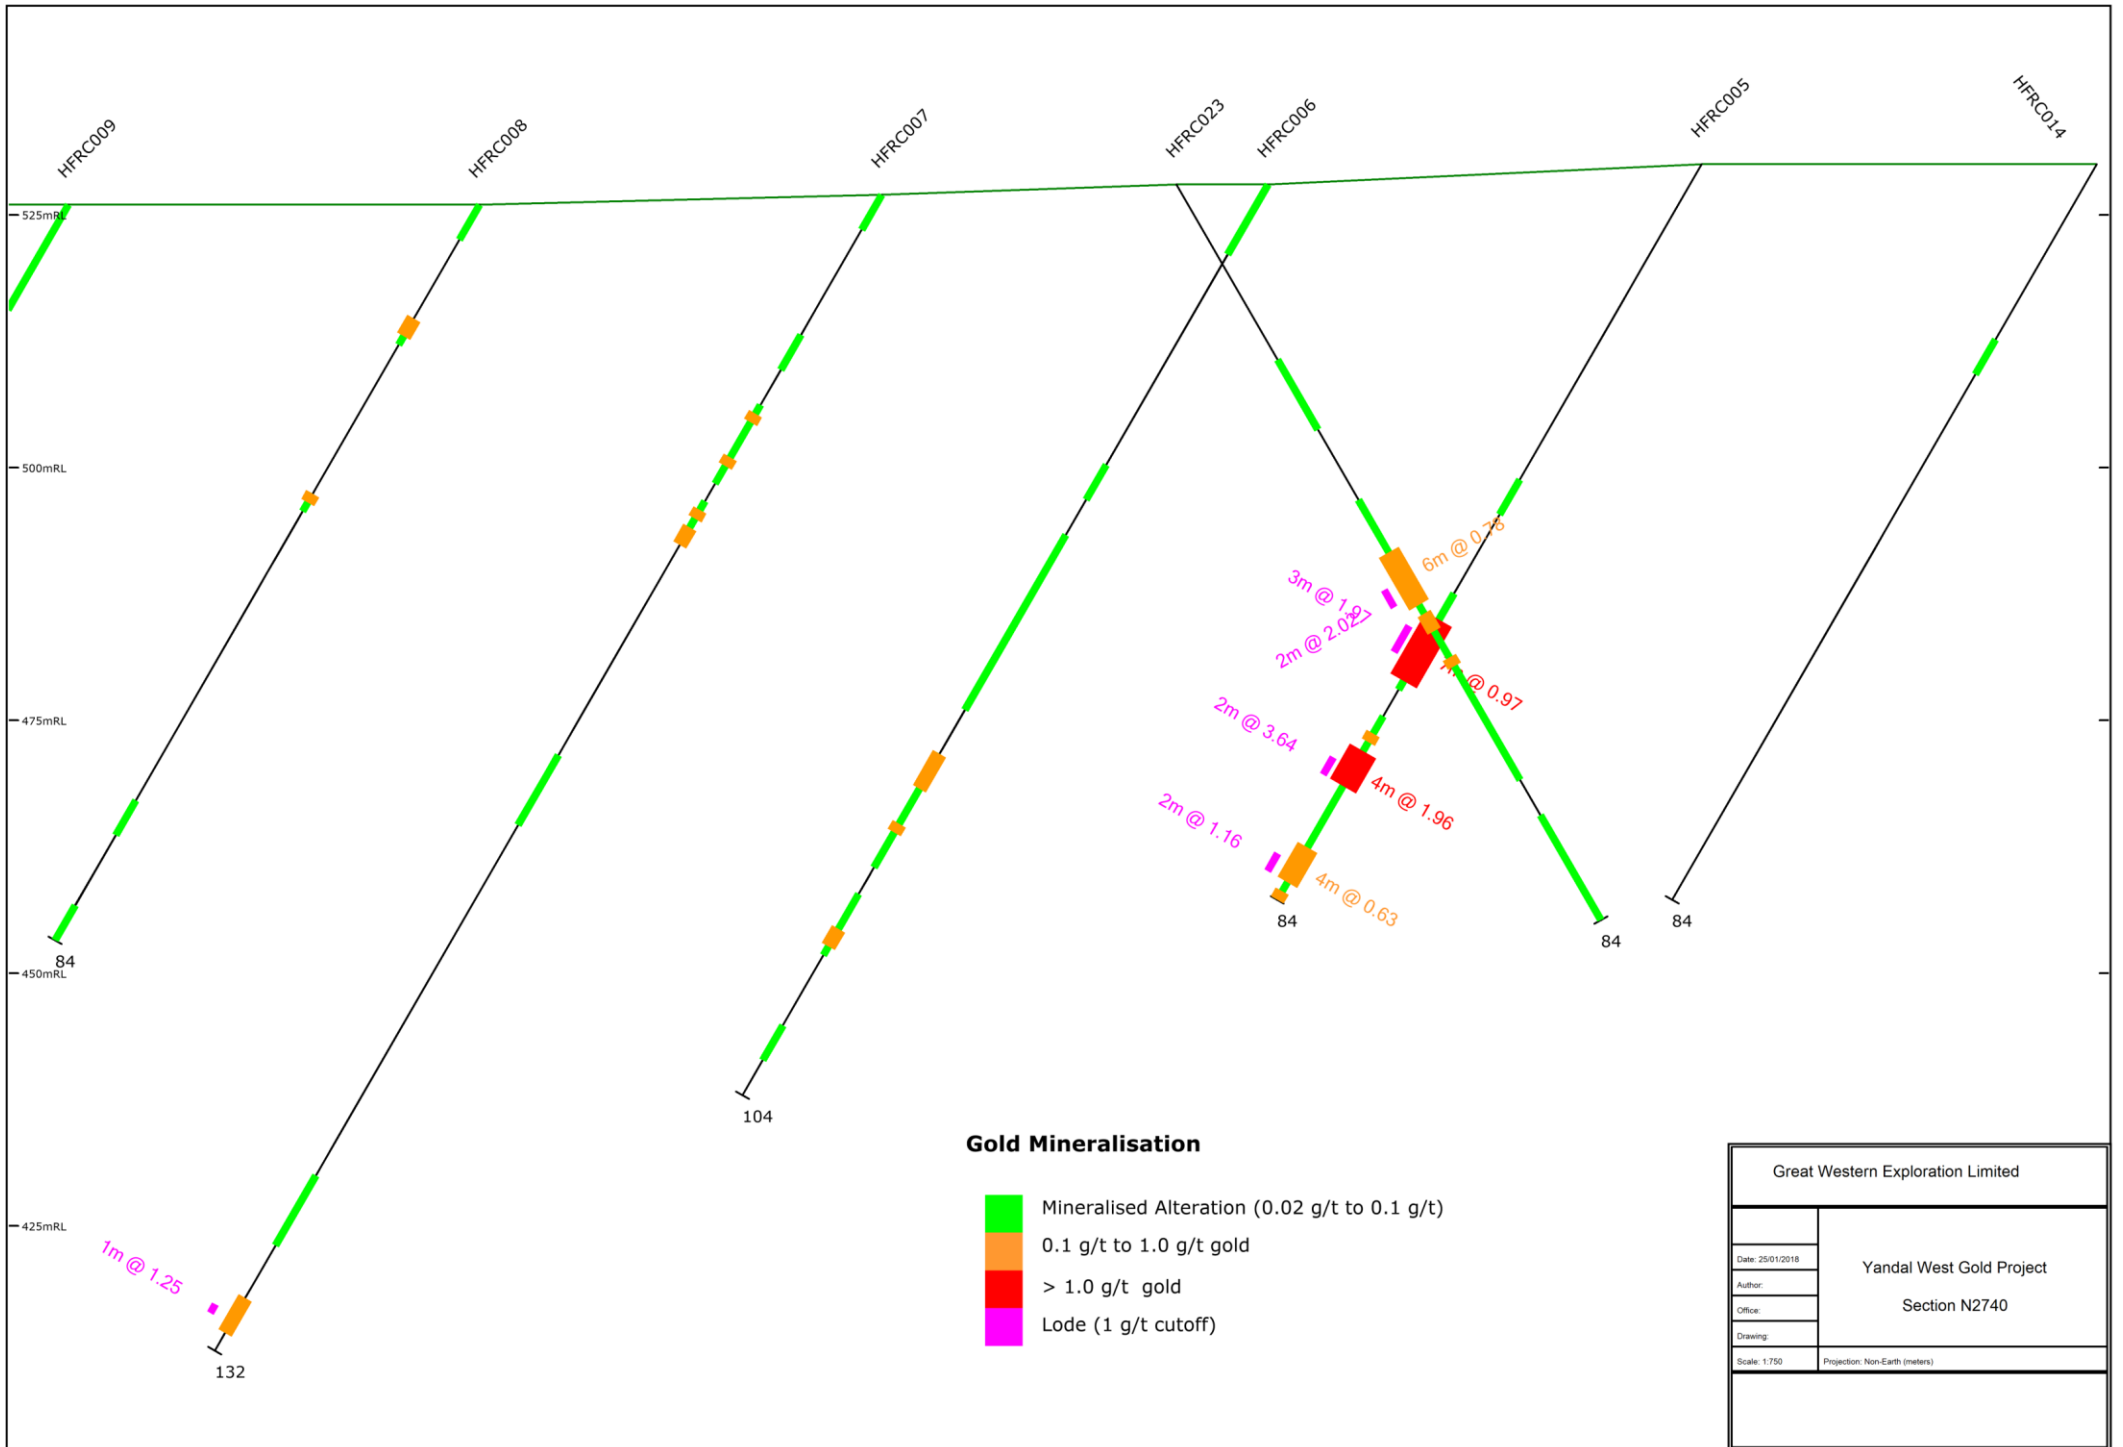 HFRC009
HFRC008
HFRC007
HFRC023
HFRC006
HFRC005
HFRC014
525mRL
500mRL
475mRL
450mRL
425mRL
6m @ 0.78
3m @ 1.97
2m @ 2.02
@ 0.97
2m @ 3.64
4m @ 1.96
2m @ 1.16
4m @ 0.63
84
84
84
84
104
1m @ 1.25
132
Gold Mineralisation
Mineralised Alteration (0.02 g/t to 0.1 g/t)
0.1 g/t to 1.0 g/t gold
> 1.0 g/t gold
Lode (1 g/t cutoff)
Great Western Exploration Limited
Date: 25/01/2018
Author:
Office:
Drawing:
Scale: 1:750
Yandal West Gold Project
Section N2740
Projection: Non-Earth (meters)